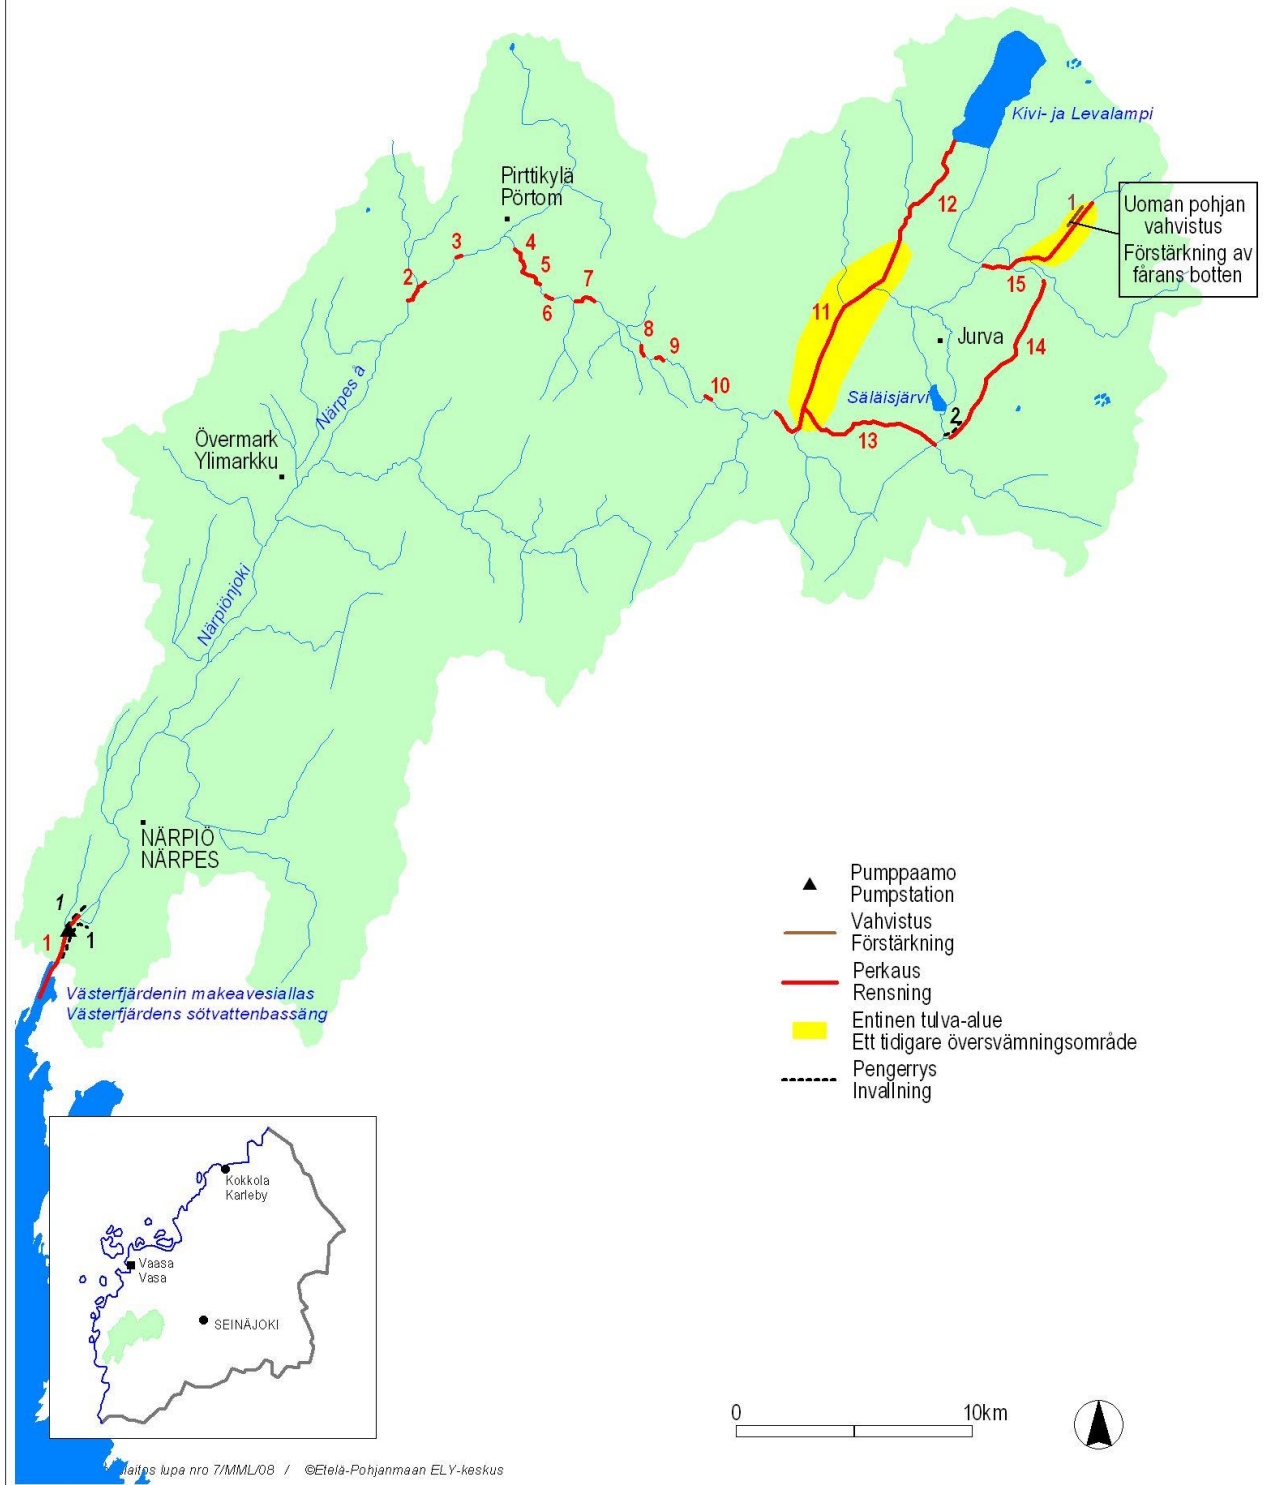 Kivi- ja Levalampi
Pirttikylä
Pörtom
12
1
Uoman pohjan
vahvistus
Förstärkning av
fårans botten
3
4
5
2
7
6
15
11
8
9
Jurva
14
10
Säläisjärvi
2
13
Närpes å
Övermark
Ylimarkku
Närpiönjoki
NÄRPIÖ
NÄRPES
1
1
1
Västerfjärdenin makeavesiallas
Västerfjärdens sötvattenbassäng
Pumppaamo
Pumpstation
Vahvistus
Förstärkning
Perkaus
Rensning
Entinen tulva-alue
Ett tidigare översvämningsområde
Pengerrys
Invallning
Kokkola
Karleby
Vaasa
Vasa
SEINÄJOKI
0 10km
lupa nro 7/MML/08 / ©Etelä-Pohjanmaan ELY-keskus